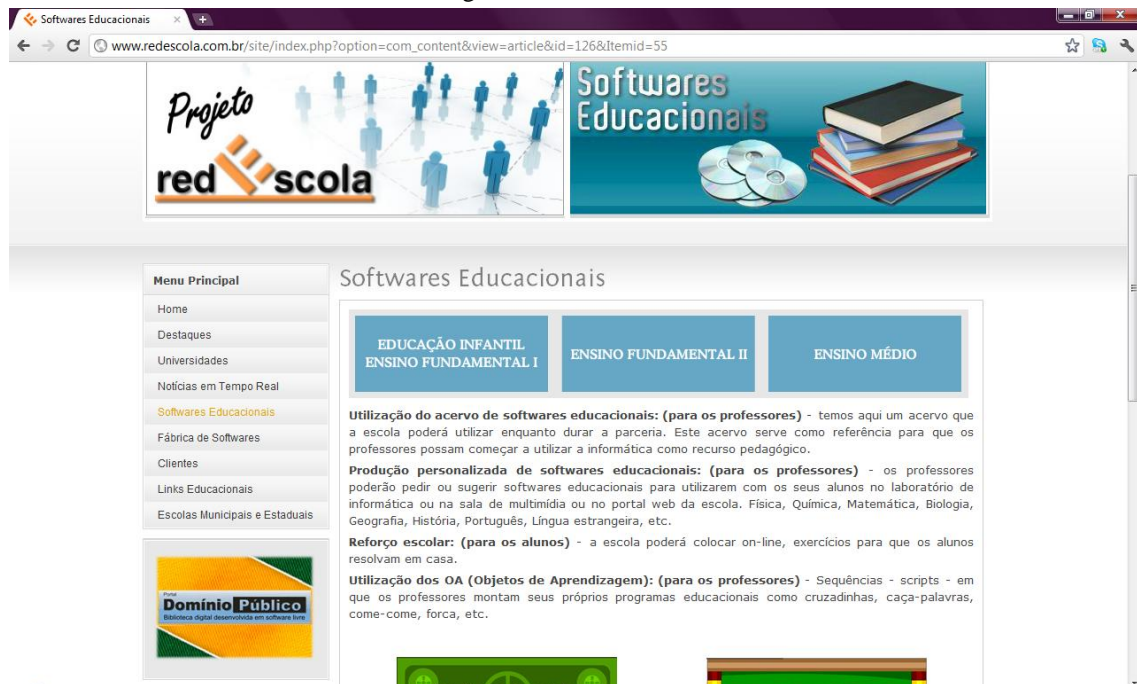 Softwares Educacionais
www.redescola.com.br/site/index.php?option=com_content&view=article&id=126&Itemid=55
Projeto
redEscola
Softwares
Educacionais
Menu Principal
Home
Destaques
Universidades
Notícias em Tempo Real
Softwares Educacionais
Fábrica de Softwares
Clientes
Links Educacionais
Escolas Municipais e Estaduais
Portal
Domínio Público
Biblioteca digital desenvolvida em software livre
Softwares Educacionais
EDUCAÇÃO INFANTIL
ENSINO FUNDAMENTAL I
ENSINO FUNDAMENTAL II
ENSINO MÉDIO
Utilização do acervo de softwares educacionais: (para os professores) - temos aqui um acervo que
a escola poderá utilizar enquanto durar a parceria. Este acervo serve como referência para que os
professores possam começar a utilizar a informática como recurso pedagógico.
Produção personalizada de softwares educacionais: (para os professores) - os professores
poderão pedir ou sugerir softwares educacionais para utilizarem com os seus alunos no laboratório de
informática ou na sala de multimídia ou no portal web da escola. Física, Química, Matemática, Biologia,
Geografia, História, Português, Língua estrangeira, etc.
Reforço escolar: (para os alunos) - a escola poderá colocar on-line, exercícios para que os alunos
resolvam em casa.
Utilização dos OA (Objetos de Aprendizagem): (para os professores) - Sequências - scripts - em
que os professores montam seus próprios programas educacionais como cruzadinhas, caça-palavras,
come-come, forca, etc.